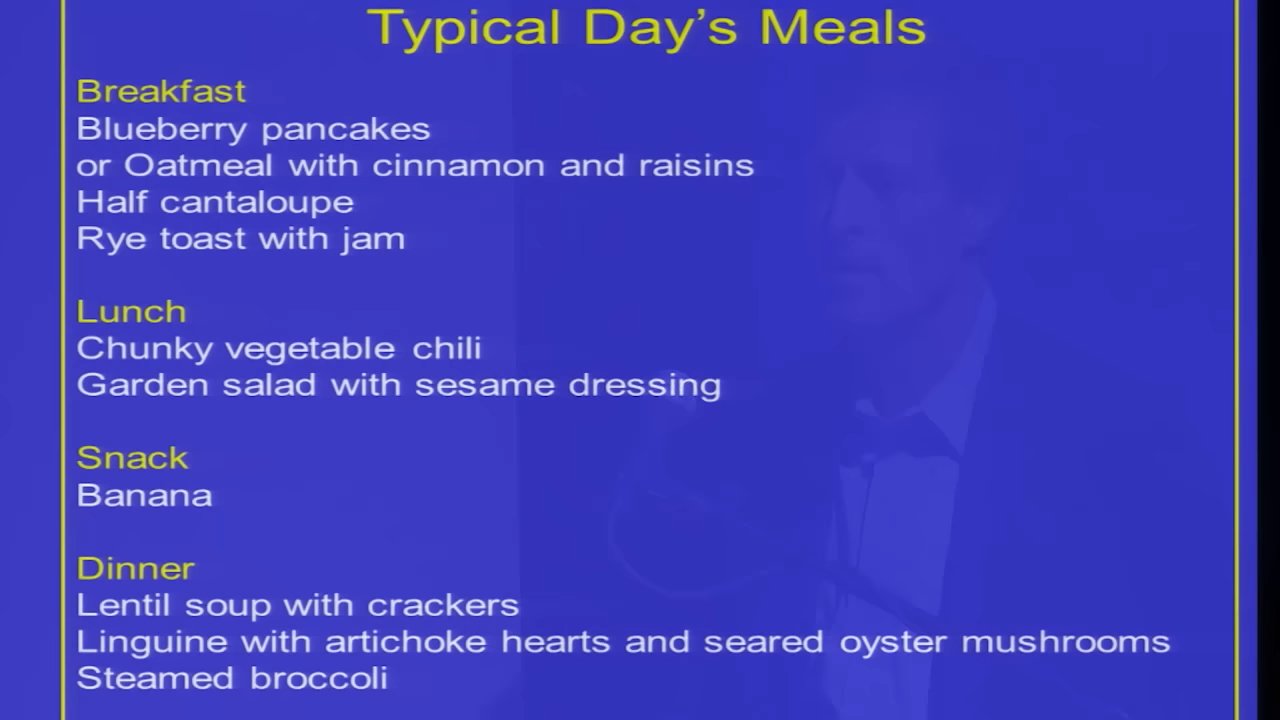 Typical Day’s Meals
Breakfast
Blueberry pancakes
or Oatmeal with cinnamon and raisins
Half cantaloupe
Rye toast with jam
Lunch
Chunky vegetable chili
Garden salad with sesame dressing
Snack
Banana
Dinner
Lentil soup with crackers
Linguine with artichoke hearts and seared oyster mushrooms
Steamed broccoli